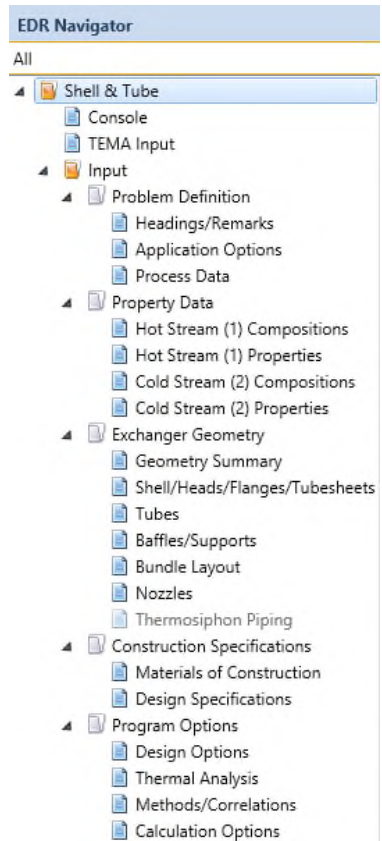 EDR Navigator
All
Shell & Tube
Console
TEMA Input
Input
Problem Definition
Headings/Remarks
Application Options
Process Data
Property Data
Hot Stream (1) Compositions
Hot Stream (1) Properties
Cold Stream (2) Compositions
Cold Stream (2) Properties
Exchanger Geometry
Geometry Summary
Shell/Heads/Flanges/Tubesheets
Tubes
Baffles/Supports
Bundle Layout
Nozzles
Thermosiphon Piping
Construction Specifications
Materials of Construction
Design Specifications
Program Options
Design Options
Thermal Analysis
Methods/Correlations
Calculation Options